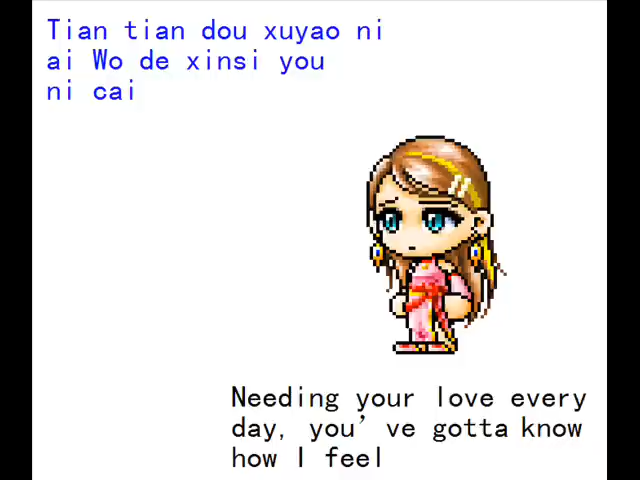 Tian tian dou xuyao ni
ai Wo de xinsi you
ni cai
Needing your love every
day, you’ve gotta know
how I feel